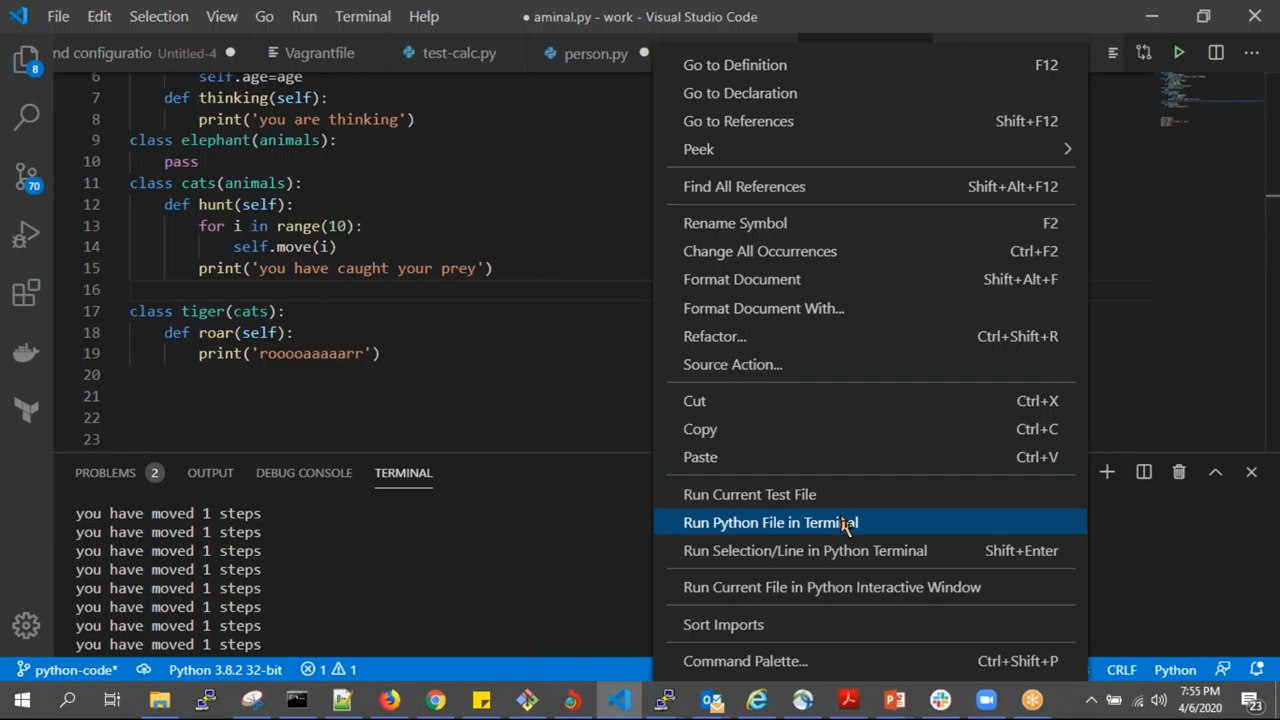 File Edit Selection View Go Run Terminal Help ● aminal.py - work - Visual Studio Code
nd configuratio Untitled-4 Vagrantfile test-calc.py person.py
6 self.age=age
7 def thinking(self):
8 print('you are thinking')
9 class elephant(animals):
10 pass
11 class cats(animals):
12 def hunt(self):
13 for i in range(10):
14 self.move(i)
15 print('you have caught your prey')
16
17 class tiger(cats):
18 def roar(self):
19 print('rooooaaaaarr')
20
21
22
23
8
70
Go to Definition F12
Go to Declaration
Go to References Shift+F12
Peek
Find All References Shift+Alt+F12
Rename Symbol F2
Change All Occurrences Ctrl+F2
Format Document Shift+Alt+F
Format Document With...
Refactor... Ctrl+Shift+R
Source Action...
Cut Ctrl+X
Copy Ctrl+C
Paste Ctrl+V
Run Current Test File
Run Python File in Terminal
Run Selection/Line in Python Terminal Shift+Enter
Run Current File in Python Interactive Window
Sort Imports
Command Palette... Ctrl+Shift+P
PROBLEMS 2 OUTPUT DEBUG CONSOLE TERMINAL
you have moved 1 steps
you have moved 1 steps
you have moved 1 steps
you have moved 1 steps
you have moved 1 steps
you have moved 1 steps
you have moved 1 steps
you have moved 1 steps
python-code* Python 3.8.2 32-bit 1 1 CRLF Python
7:55 PM
4/6/2020
23